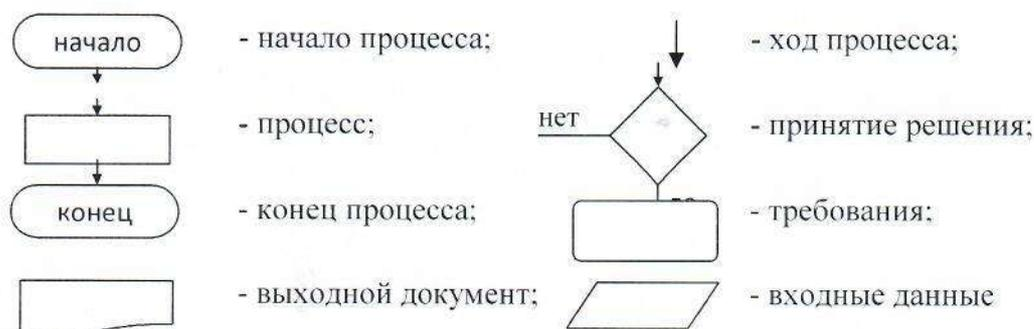 начало - начало процесса; - ход процесса;
- процесс; нет - принятие решения;
конец - конец процесса; - требования;
- выходной документ; - входные данные